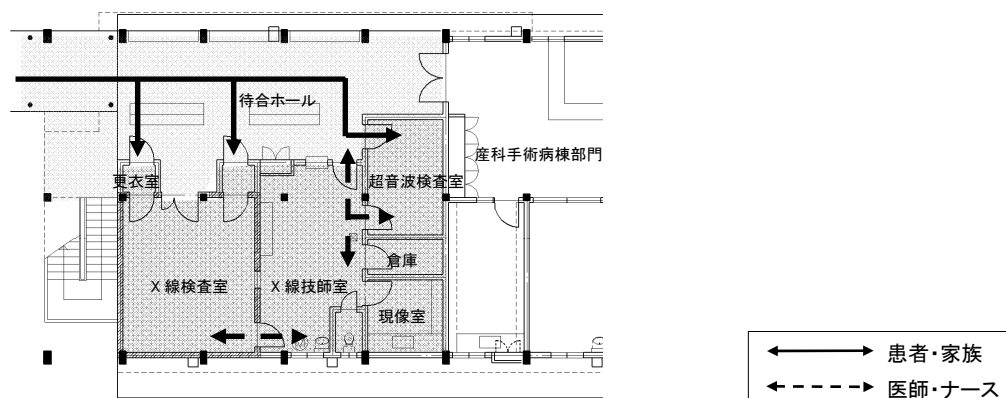 待合ホール
産科手術病棟部門
更衣室
超音波検査室
倉庫
X線検査室
X線技師室
現像室
患者・家族
医師・ナース